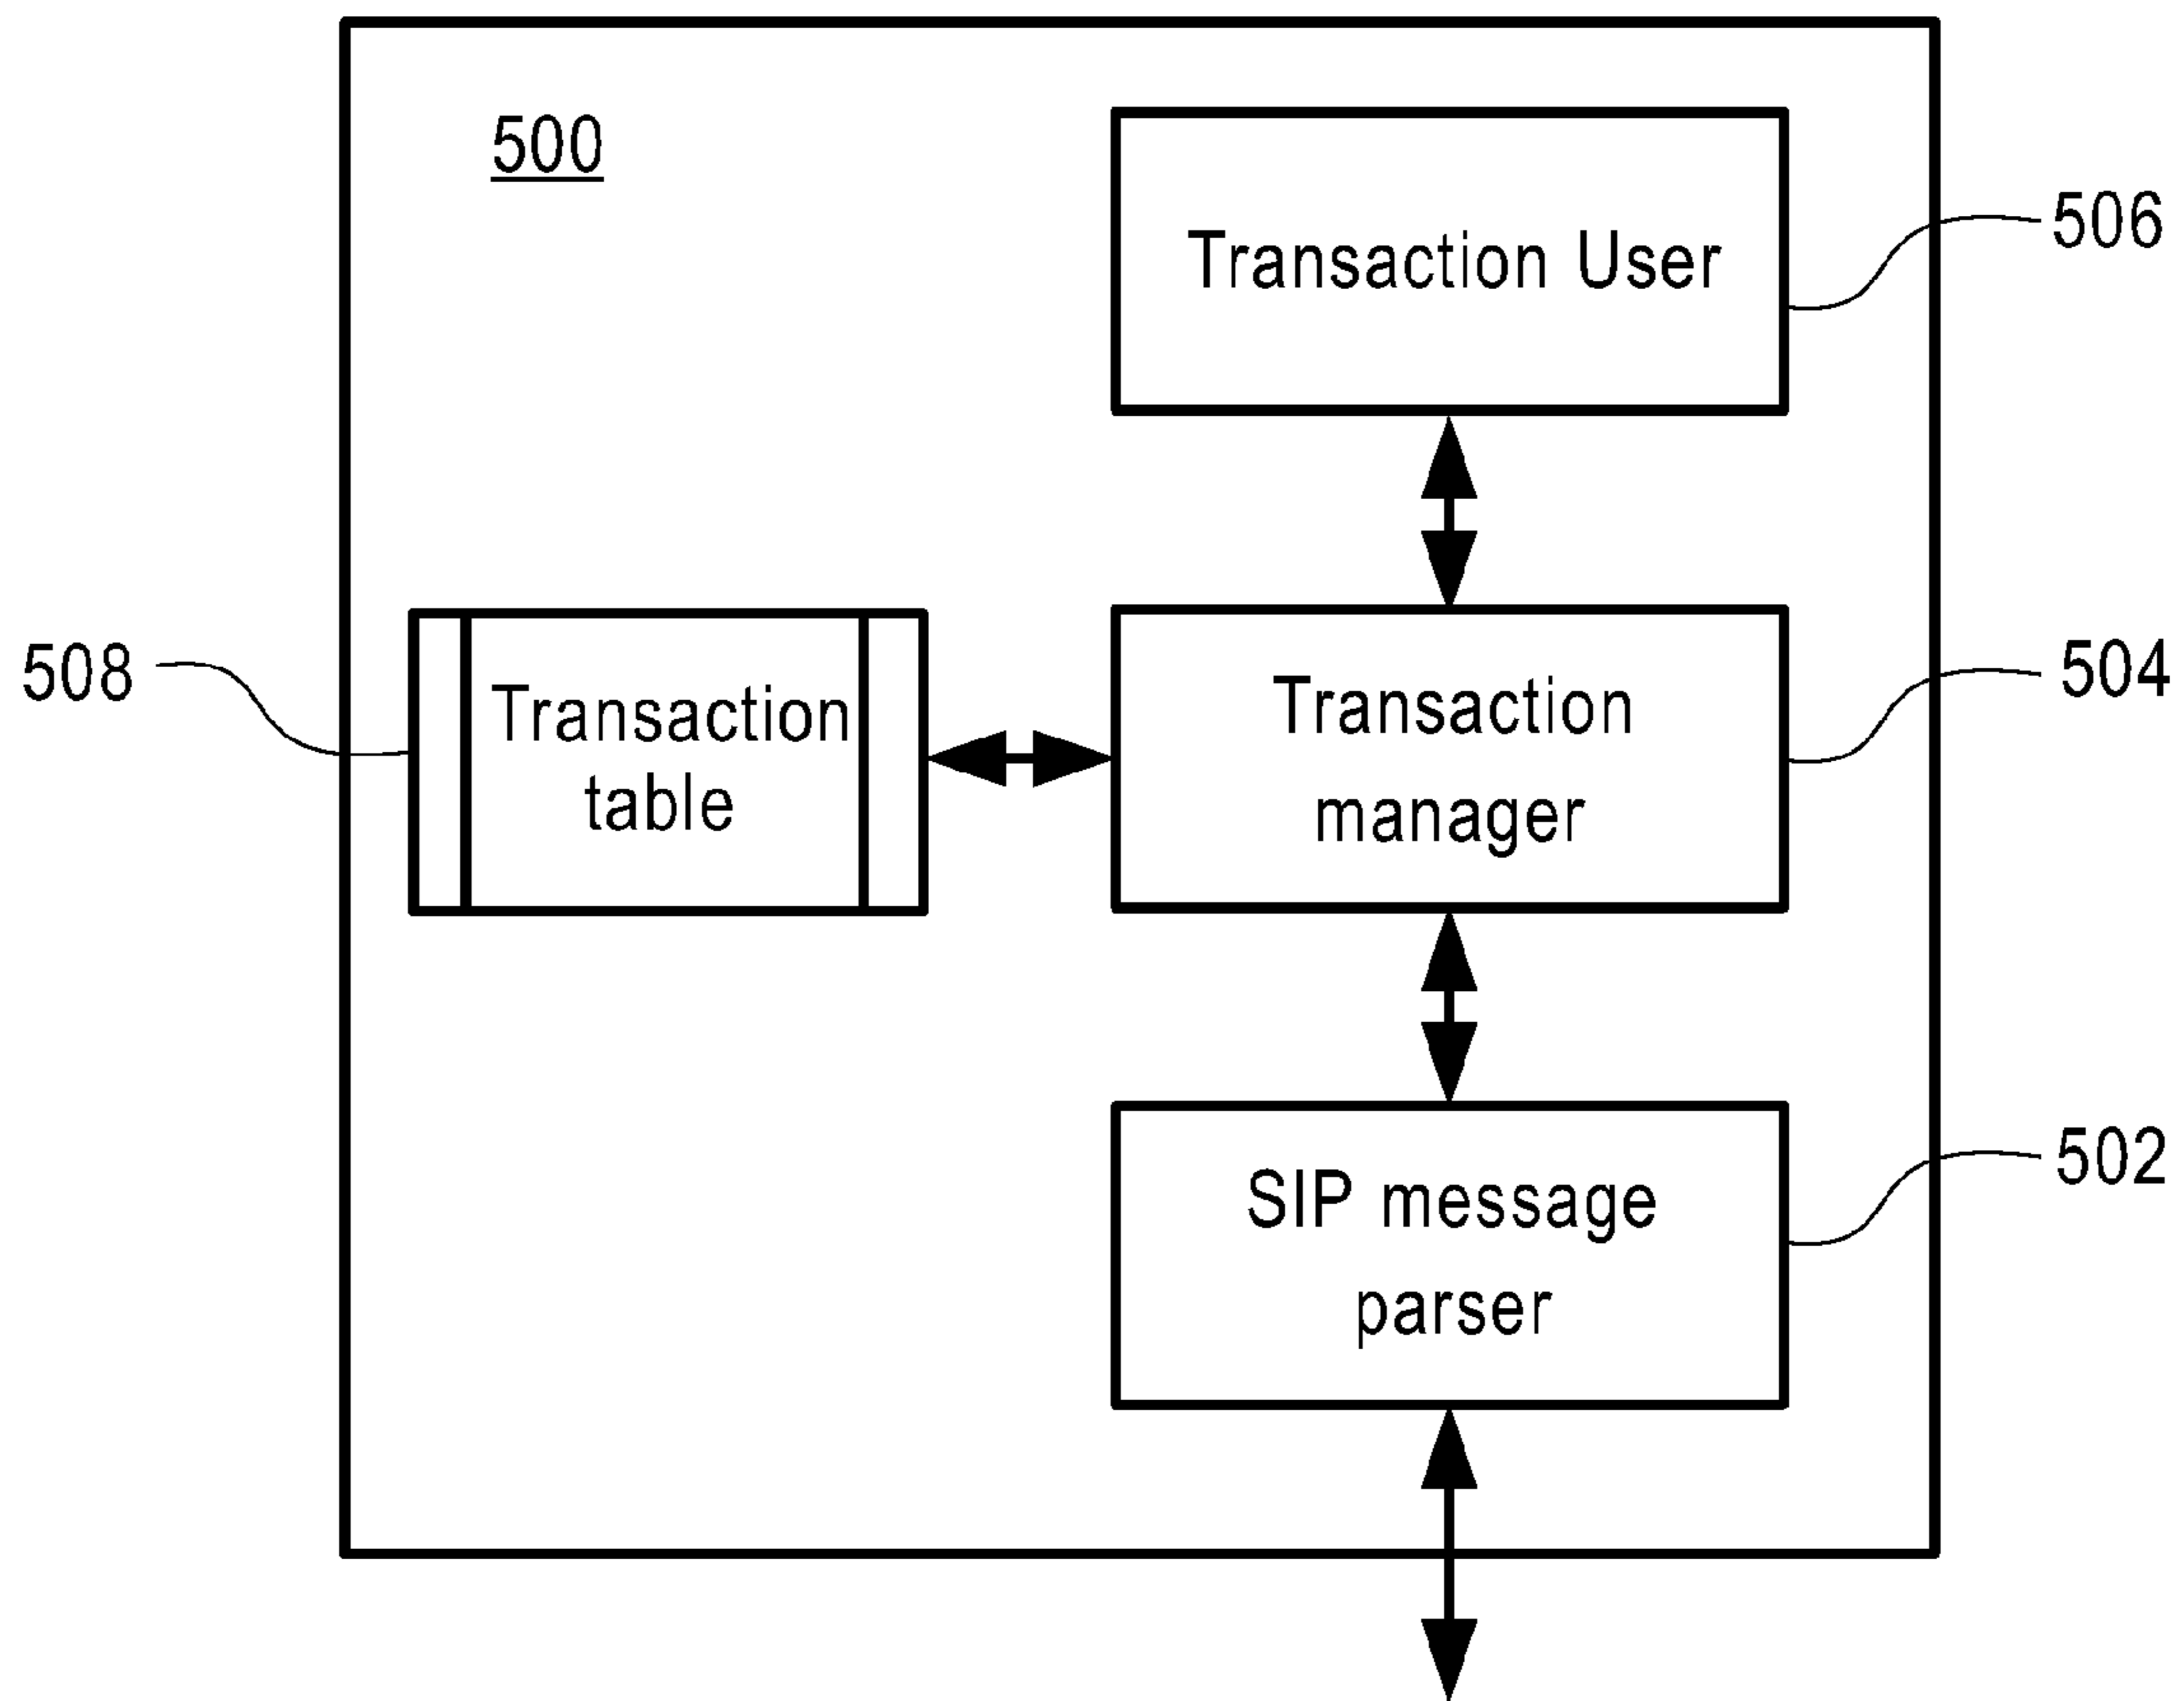 500
Transaction User
506
508
Transaction
table
Transaction
manager
504
SIP message
parser
502